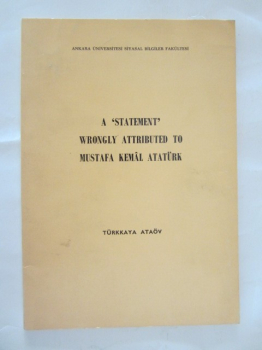 ANKARA ÜNİVERSİTESİ SİYASAL BİLGİLER FAKÜLTESİ
A ‘STATEMENT’
WRONGLY ATTRIBUTED TO
MUSTAFA KEMÂL ATATÜRK
TÜRKKAYA ATAÖV